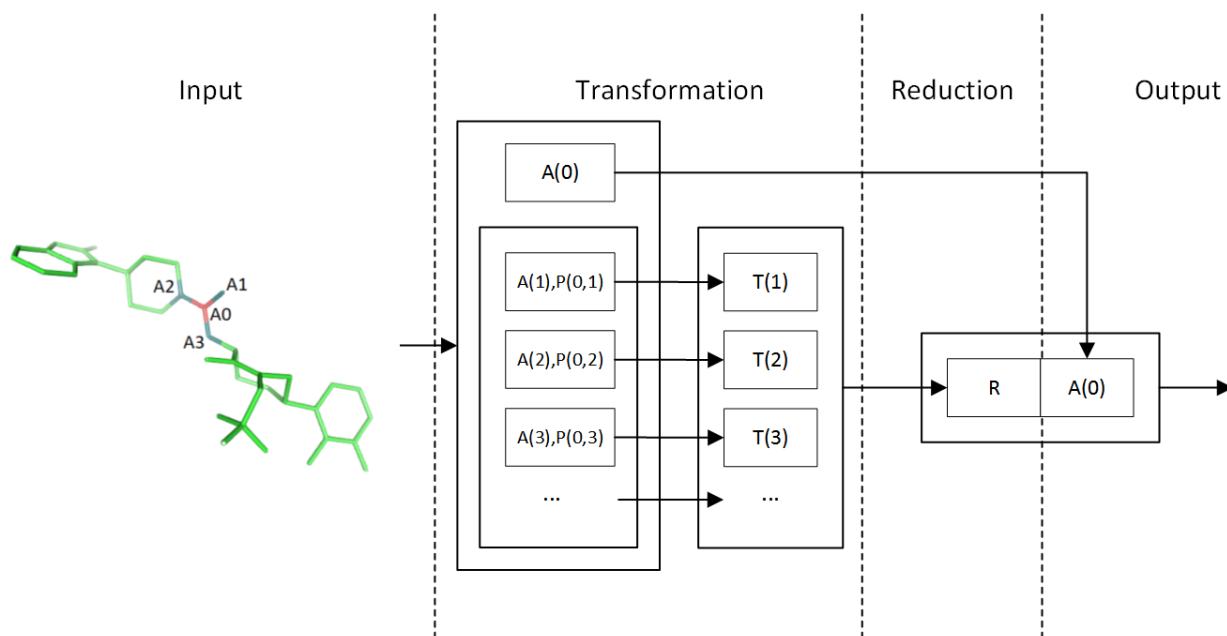 Input
Transformation
Reduction
Output
A(0)
A(1),P(0,1)
T(1)
A2
A1
A0
A3
A(2),P(0,2)
T(2)
R
A(0)
A(3),P(0,3)
T(3)
...
...